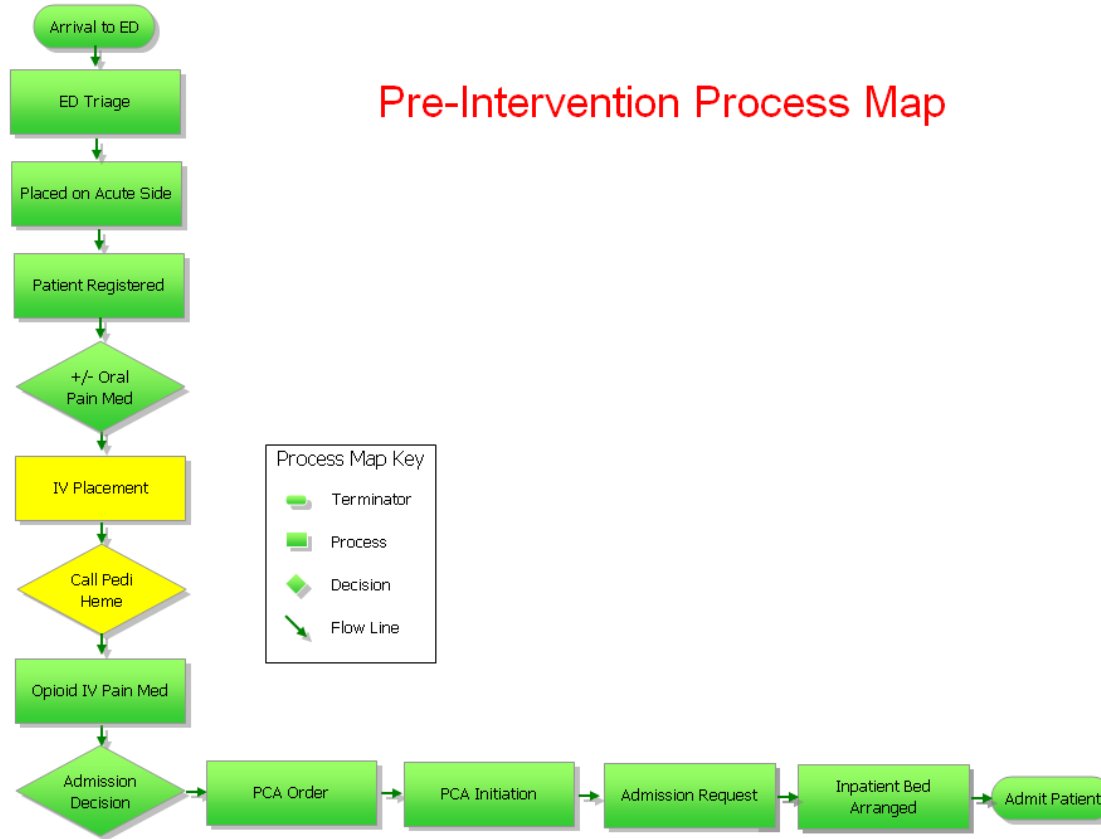 Arrival to ED
Pre-Intervention Process Map
ED Triage
Placed on Acute Side
Patient Registered
+/- Oral
Pain Med
IV Placement
Call Pedi
Heme
Opioid IV Pain Med
Process Map Key
Terminator
Process
Decision
Flow Line
Admission
Decision
PCA Order
PCA Initiation
Admission Request
Inpatient Bed
Arranged
Admit Patient